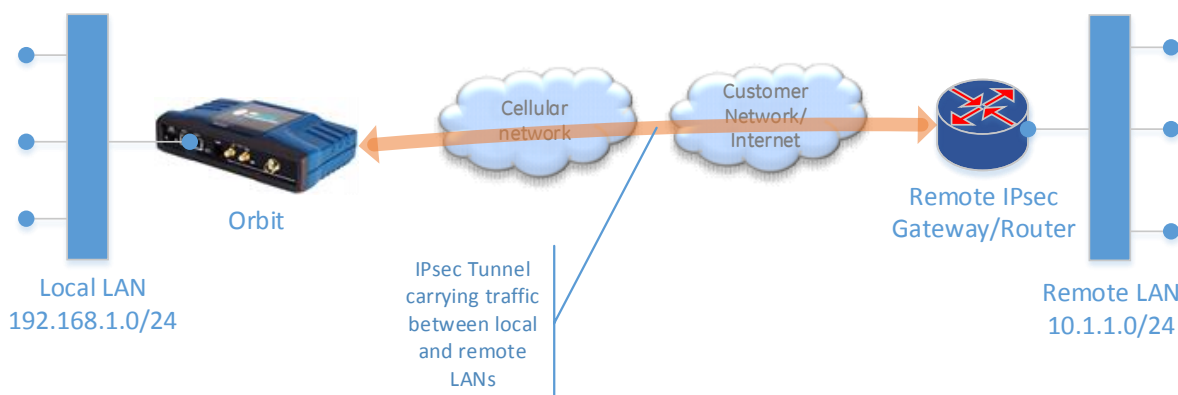 Cellular
network
Customer
Network/
Internet
Orbit
Remote IPsec
Gateway/Router
Local LAN
192.168.1.0/24
IPsec Tunnel
carrying traffic
between local
and remote
LANs
Remote LAN
10.1.1.0/24